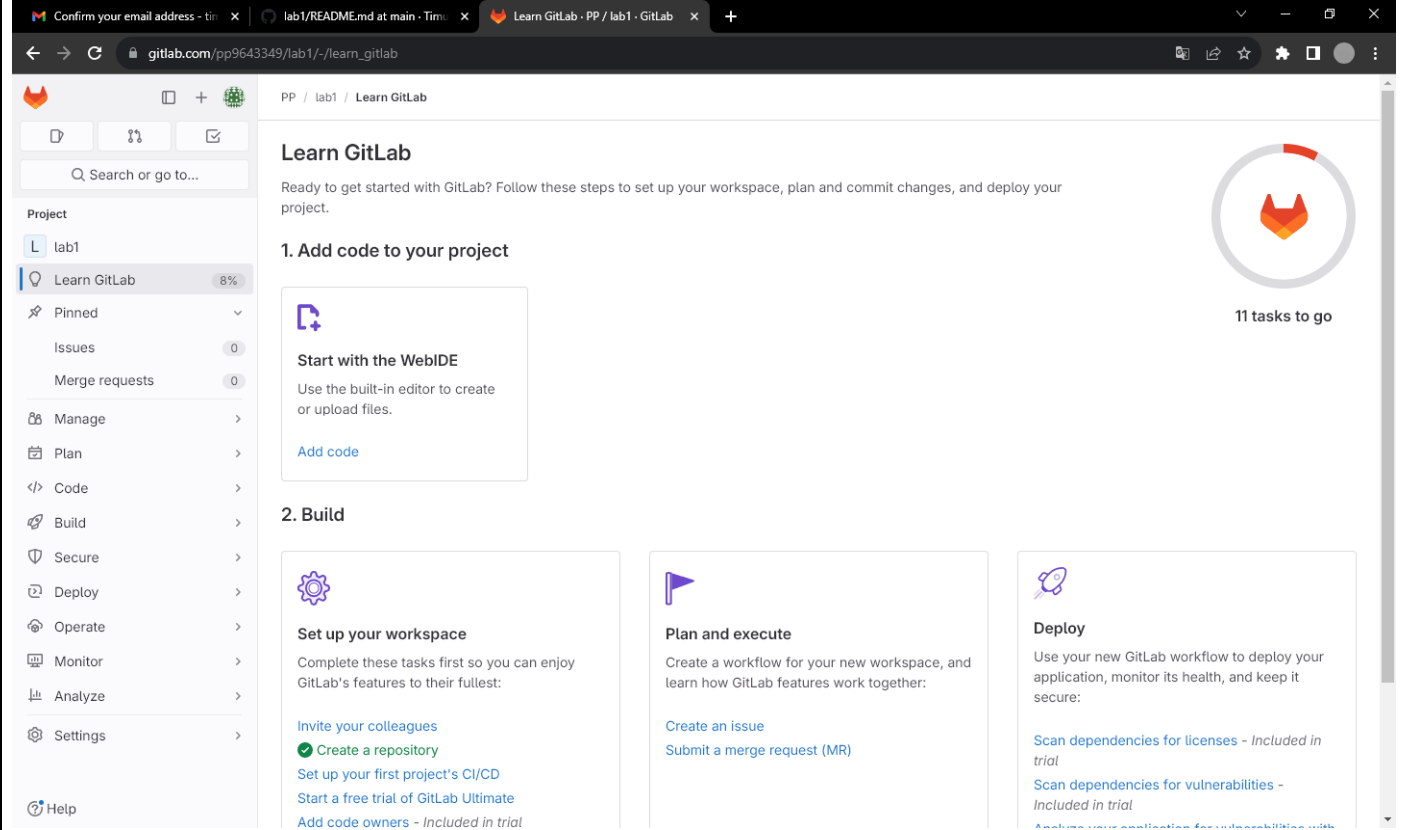 Confirm your email address - tim
lab1/README.md at main · Timu
Learn GitLab · PP / lab1 · GitLab
gitlab.com/pp9643349/lab1/-/learn_gitlab
PP / lab1 / Learn GitLab
Search or go to...
Project
L lab1
Learn GitLab 8%
Pinned
Issues 0
Merge requests 0
Manage
Plan
Code
Build
Secure
Deploy
Operate
Monitor
Analyze
Settings
Help
Learn GitLab
Ready to get started with GitLab? Follow these steps to set up your workspace, plan and commit changes, and deploy your
project.
11 tasks to go
1. Add code to your project
Start with the WebIDE
Use the built-in editor to create
or upload files.
Add code
2. Build
Set up your workspace
Complete these tasks first so you can enjoy
GitLab's features to their fullest:
Invite your colleagues
Create a repository
Set up your first project's CI/CD
Start a free trial of GitLab Ultimate
Add code owners - Included in trial
Plan and execute
Create a workflow for your new workspace, and
learn how GitLab features work together:
Create an issue
Submit a merge request (MR)
Deploy
Use your new GitLab workflow to deploy your
application, monitor its health, and keep it
secure:
Scan dependencies for licenses - Included in
trial
Scan dependencies for vulnerabilities -
Included in trial
Analyze your application for vulnerabilities with